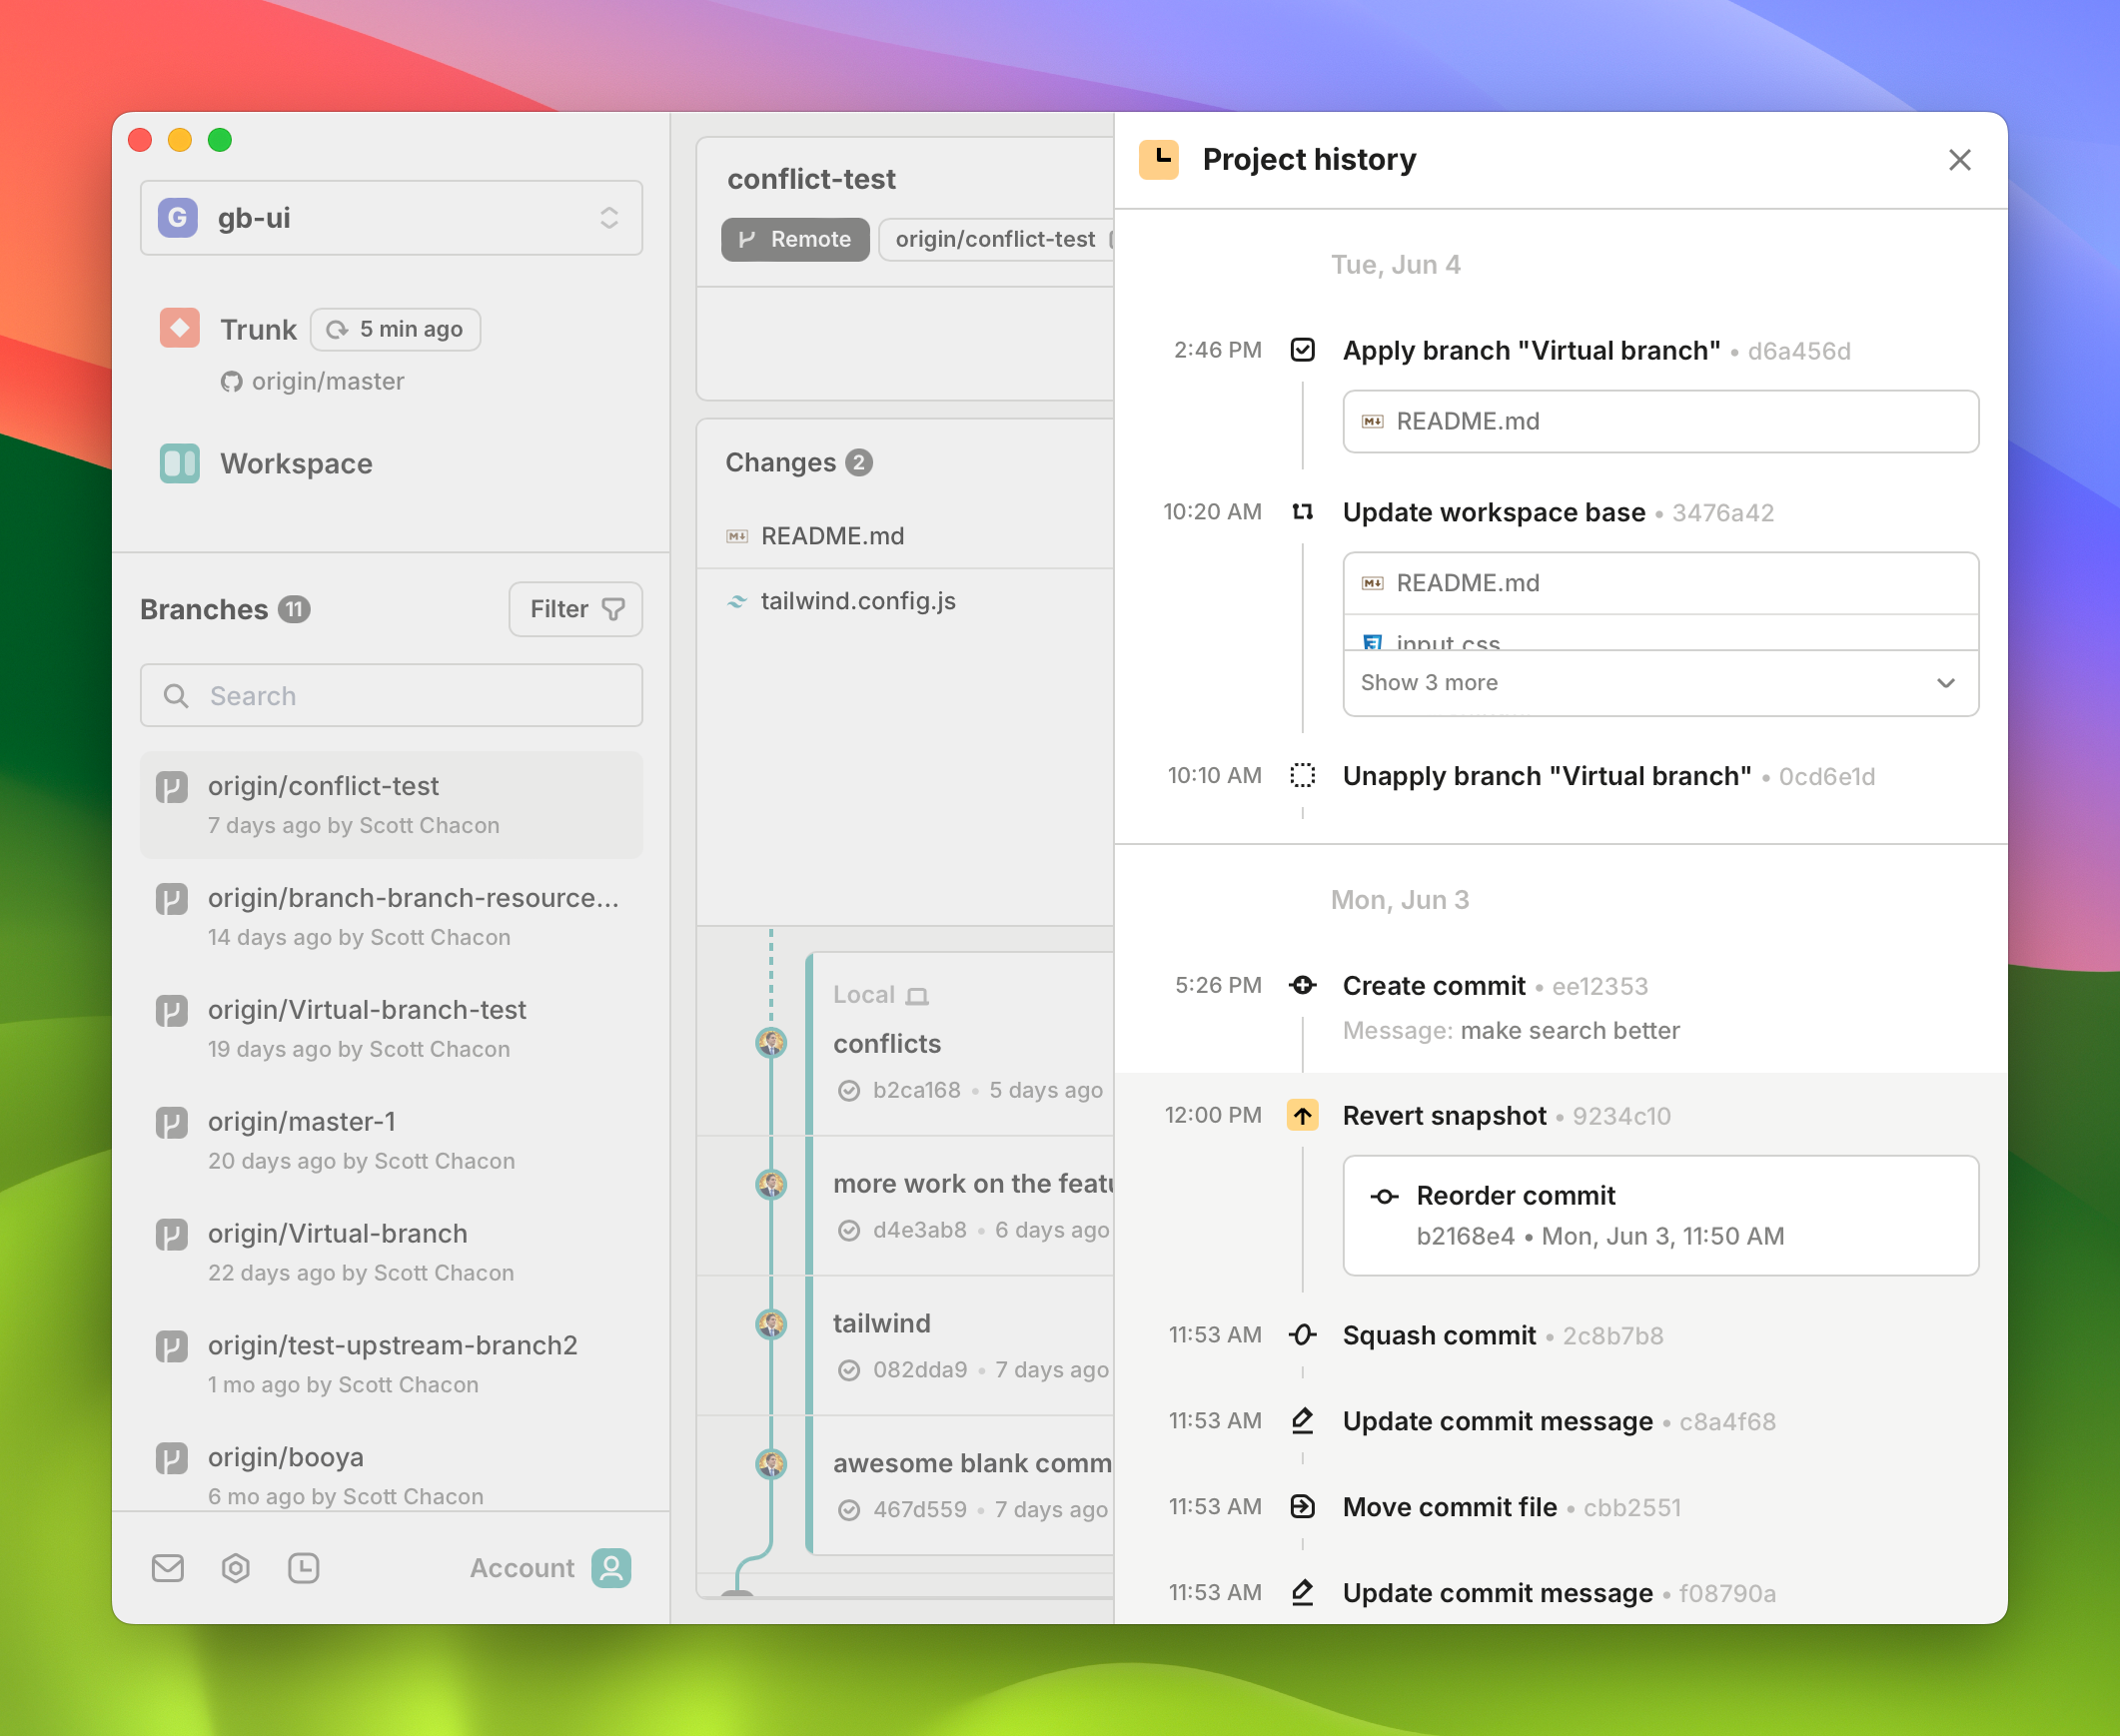 G gb-ui
Trunk 5 min ago
origin/master
Workspace
Branches 11
Filter
Search
origin/conflict-test
7 days ago by Scott Chacon
origin/branch-branch-resource...
14 days ago by Scott Chacon
origin/Virtual-branch-test
19 days ago by Scott Chacon
origin/master-1
20 days ago by Scott Chacon
origin/Virtual-branch
22 days ago by Scott Chacon
origin/test-upstream-branch2
1 mo ago by Scott Chacon
origin/booya
6 mo ago by Scott Chacon
Account
conflict-test
Remote origin/conflict-test
Changes 2
README.md
tailwind.config.js
Local
conflicts
b2ca168 • 5 days ago
more work on the featu
d4e3ab8 • 6 days ago
tailwind
082dda9 • 7 days ago
awesome blank comm
467d559 • 7 days ago
Project history
Tue, Jun 4
2:46 PM Apply branch "Virtual branch" • d6a456d
README.md
10:20 AM Update workspace base • 3476a42
README.md
input.css
Show 3 more
10:10 AM Unapply branch "Virtual branch" • 0cd6e1d
Mon, Jun 3
5:26 PM Create commit • ee12353
Message: make search better
12:00 PM Revert snapshot • 9234c10
Reorder commit
b2168e4 • Mon, Jun 3, 11:50 AM
11:53 AM Squash commit • 2c8b7b8
11:53 AM Update commit message • c8a4f68
11:53 AM Move commit file • cbb2551
11:53 AM Update commit message • f08790a